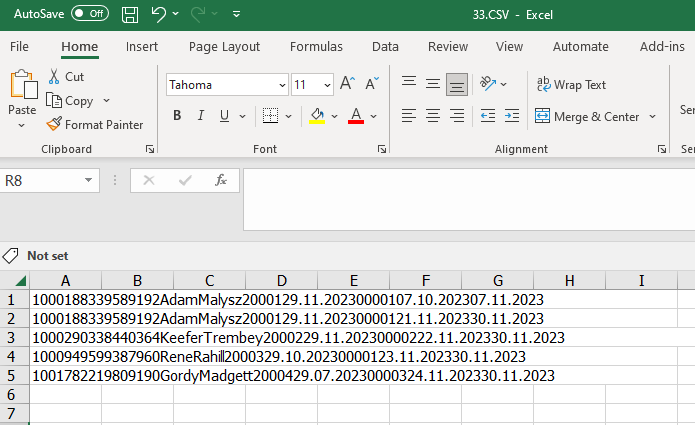 AutoSave Off 33.CSV - Excel
File Home Insert Page Layout Formulas Data Review View Automate Add-ins
Cut
Copy
Format Painter
Paste
Tahoma 11
B I U A
ab Wrap Text
Merge & Center
Clipboard Font Alignment
R8 fx
Not set
A B C D E F G H I
1 1000188339589192AdamMalysz2000129.11.20230000107.10.202307.11.2023
2 1000188339589192AdamMalysz2000129.11.20230000121.11.202330.11.2023
3 1000290338440364KeeferTrembey2000229.11.20230000222.11.202330.11.2023
4 1000949599387960ReneRahill2000329.10.20230000123.11.202330.11.2023
5 1001782219809190GordyMadgett2000429.07.20230000324.11.202330.11.2023
6
7